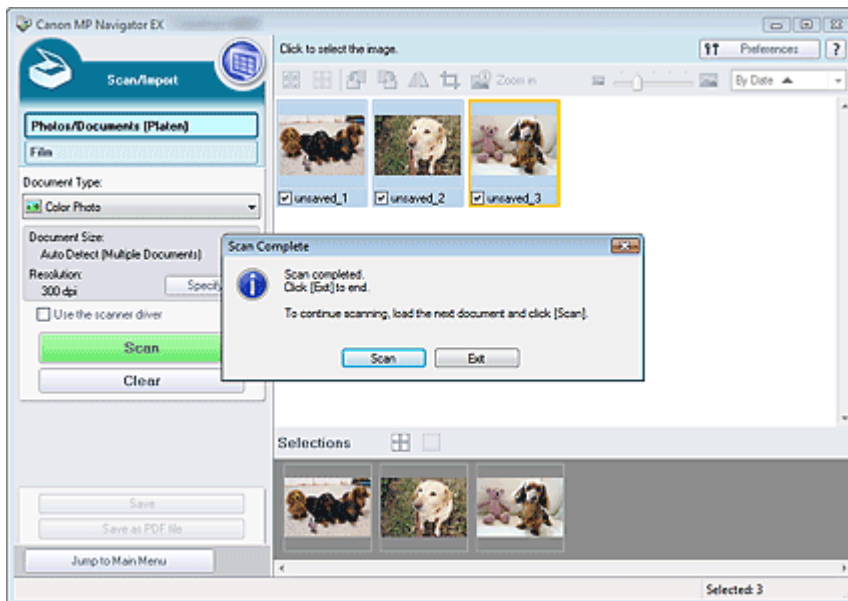 Canon MP Navigator EX
Scan/Import
Click to select the image.
Preferences
?
Zoom in
By Date
Photos/Documents (Platen)
Film
Document Type:
Color Photo
Document Size:
Auto Detect (Multiple Documents)
Resolution:
300 dpi
Specify
Use the scanner driver
Scan
Clear
unsaved_1
unsaved_2
unsaved_3
Scan Complete
Scan completed.
Click [Exit] to end.
To continue scanning, load the next document and click [Scan].
Scan
Exit
Selections
Save
Save as PDF file
Jump to Main Menu
Selected: 3